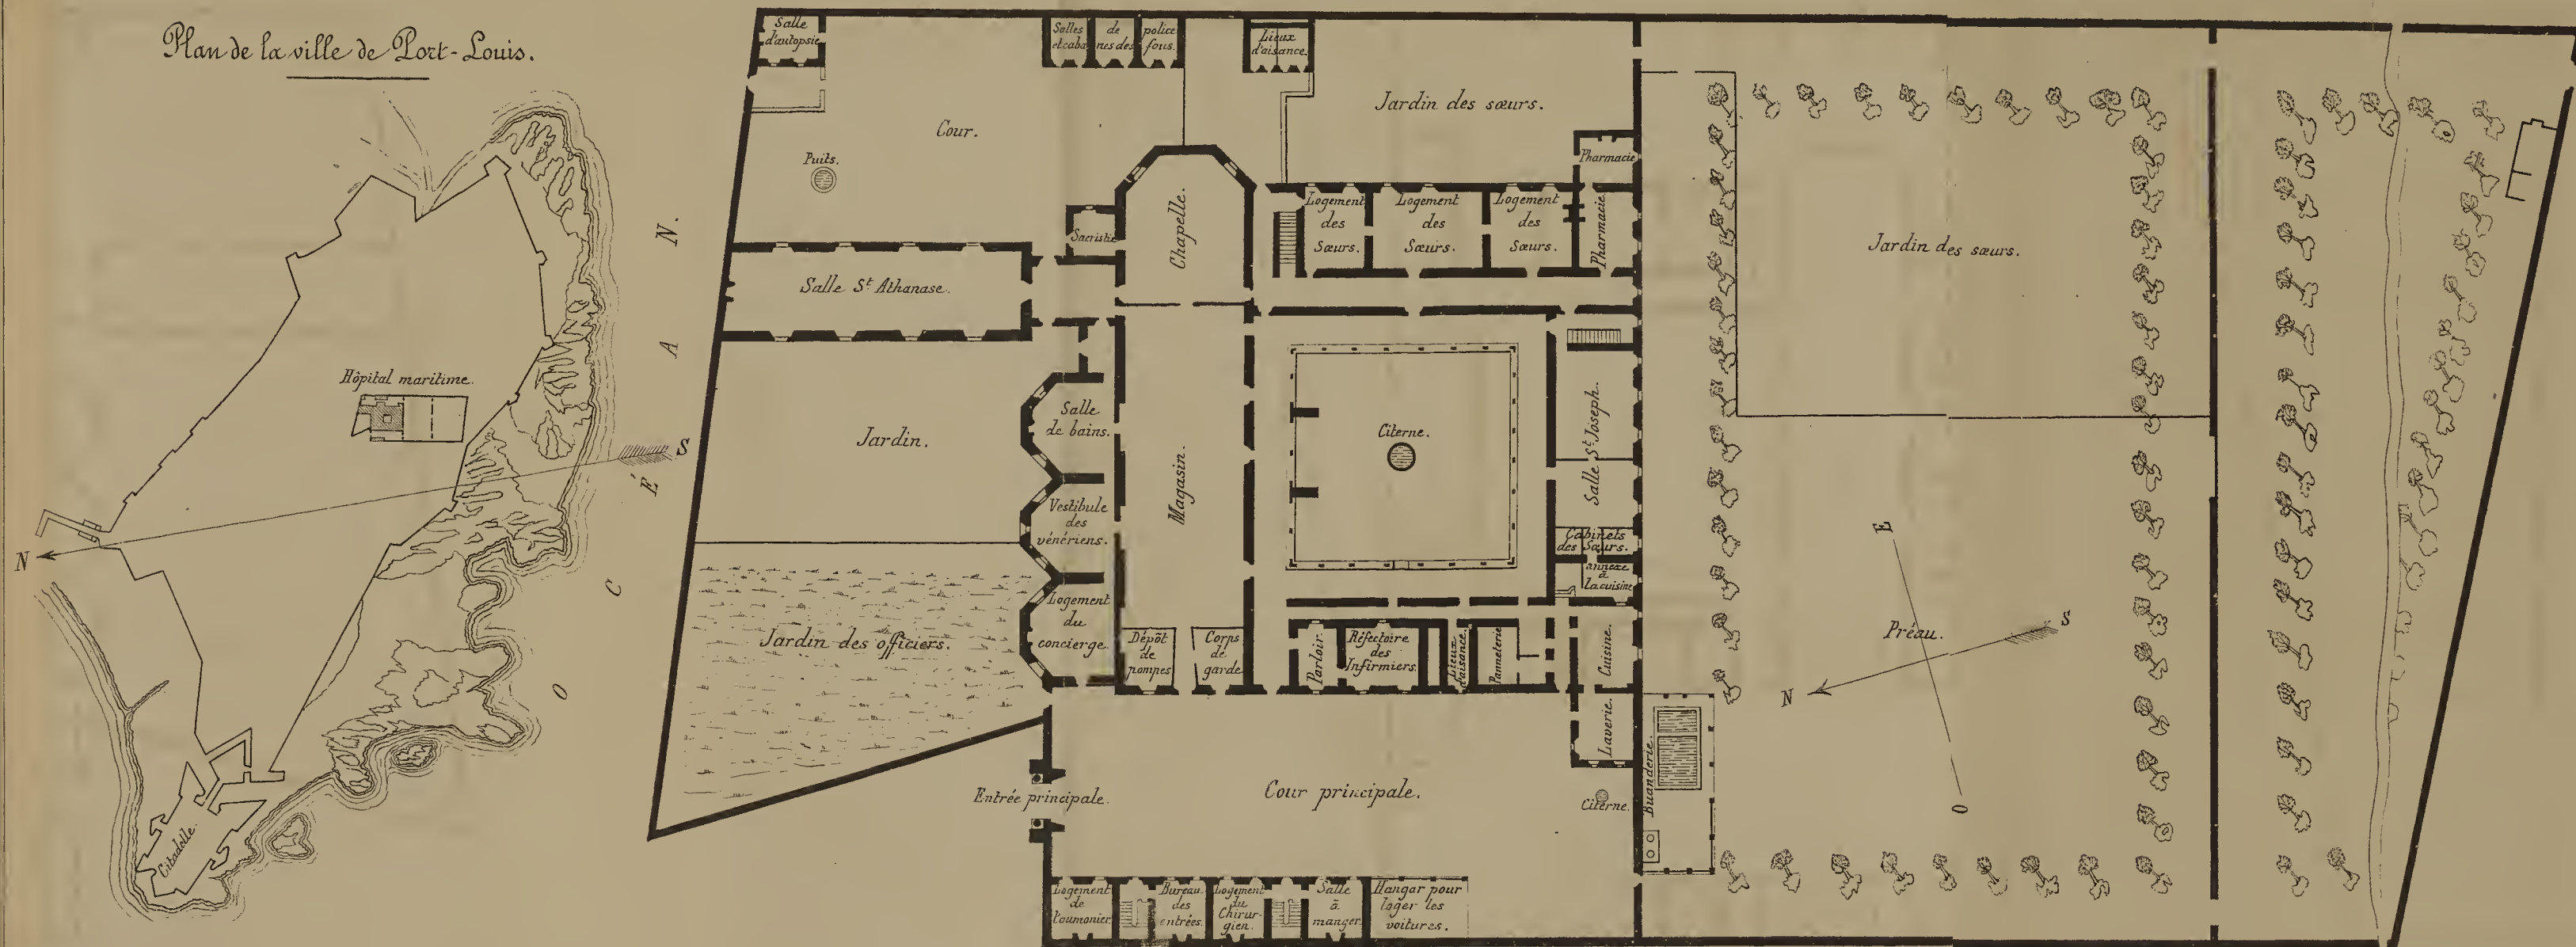 Plan de la ville de Port-Louis.
Hôpital maritime.
N
S
Citadelle.
OCÉAN.
Salle
d'autopsie
Cour.
Puits.
Salles de police
et cabanes des fous.
Lieux
d'aisance.
Jardin des sœurs.
Pharmacie
Sacristie
Chapelle.
Logement
des
Sœurs.
Logement
des
Sœurs.
Logement
des
Sœurs.
Pharmacie
Salle St Athanase.
Jardin.
Salle
de bains.
Vestibule
des
vénériens.
Logement
du
concierge.
Jardin des officiers.
Magasin.
Dépôt
de
pompes
Corps
de
garde
Citerne.
Salle St Joseph.
Cabinets
des Sœurs.
annexe
à
la cuisine
Parloir.
Réfectoire
des
Infirmiers.
Lieux
d'aisance.
Panneterie
Cuisine.
Laverie.
Entrée principale.
Cour principale.
Citerne.
Buanderie.
Logement
de
l'aumonier.
Bureau
des
entrées.
Logement
du
Chirur-
gien.
Salle
à
manger.
Hangar pour
loger les
voitures.
Jardin des sœurs.
Préau.
E
S
N
O